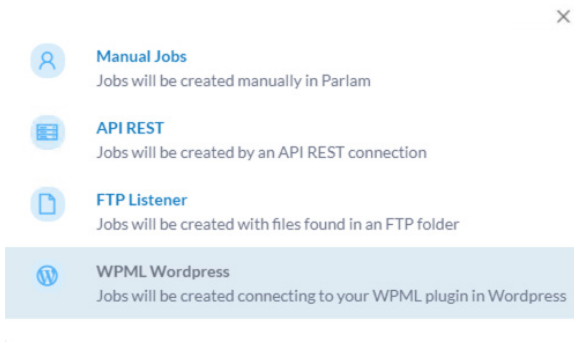 Manual Jobs
Jobs will be created manually in Parlam
API REST
Jobs will be created by an API REST connection
FTP Listener
Jobs will be created with files found in an FTP folder
WPML Wordpress
Jobs will be created connecting to your WPML plugin in Wordpress